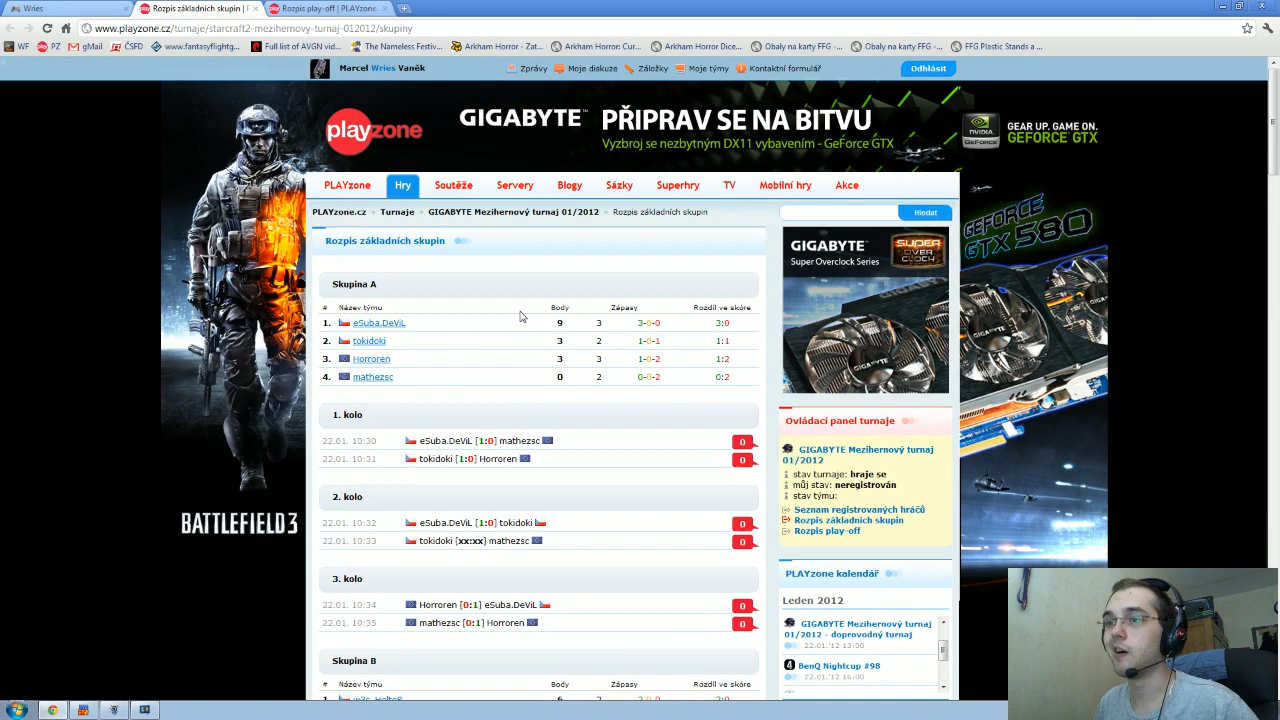 Wries
Rozpis základních skupin | P
Rozpis play-off | PLAYzone.
www.playzone.cz/turnaje/starcraft2-mezihernovy-turnaj-012012/skupiny
WF PZ gMail ČSFD www.fantasyflightg... Full list of AVGN vid... The Nameless Festiv... Arkham Horror - Zat... Arkham Horror: Cur... Arkham Horror Dice... Obaly na karty FFG -... Obaly na karty FFG -... FFG Plastic Stands a ...
Marcel Wries Vaněk Zprávy Moje diskuze Záložky Moje týmy Kontaktní formulář Odhlásit
playzone
GIGABYTE™ PŘIPRAV SE NA BITVU
Vyzbroj se nezbytným DX11 vybavením - GeForce GTX
NVIDIA GEFORCE
GEAR UP. GAME ON.
GEFORCE GTX
PLAYzone Hry Soutěže Servery Blogy Sázky Superhry TV Mobilní hry Akce
PLAYzone.cz Turnaje GIGABYTE Mezihernový turnaj 01/2012 Rozpis základních skupin
Hledat
Rozpis základních skupin
Skupina A
# Název týmu Body Zápasy Rozdíl ve skóre
1. eSuba.DeViL 9 3 3-0-0 3:0
2. tokidoki 3 2 1-0-1 1:1
3. Horroren 3 3 1-0-2 1:2
4. mathezsc 0 2 0-0-2 0:2
1. kolo
22.01. 10:30 eSuba.DeViL [1:0] mathezsc 0
22.01. 10:31 tokidoki [1:0] Horroren 0
2. kolo
22.01. 10:32 eSuba.DeViL [1:0] tokidoki 0
22.01. 10:33 tokidoki [xx:xx] mathezsc 0
3. kolo
22.01. 10:34 Horroren [0:1] eSuba.DeViL 0
22.01. 10:35 mathezsc [0:1] Horroren 0
Skupina B
# Název týmu Body Zápasy Rozdíl ve skóre
GIGABYTE™
Super Overclock Series
SUPER OVER CLOCK
Ovládací panel turnaje
GIGABYTE Mezihernový turnaj
01/2012
stav turnaje: hraje se
můj stav: neregistrován
stav týmu:
Seznam registrovaných hráčů
Rozpis základních skupin
Rozpis play-off
PLAYzone kalendář
Leden 2012
GIGABYTE Mezihernový turnaj
01/2012 - doprovodný turnaj
22.01.'12 13:00
BenQ Nightcup #98
22.01.'12 16:00
BATTLEFIELD 3
GEFORCE
GTX 580